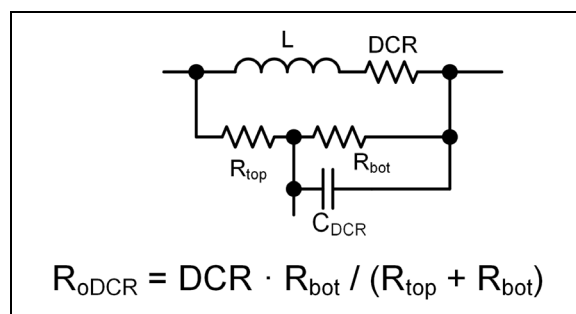 L
DCR
R_top
R_bot
C_DCR
R_oDCR = DCR · R_bot / (R_top + R_bot)